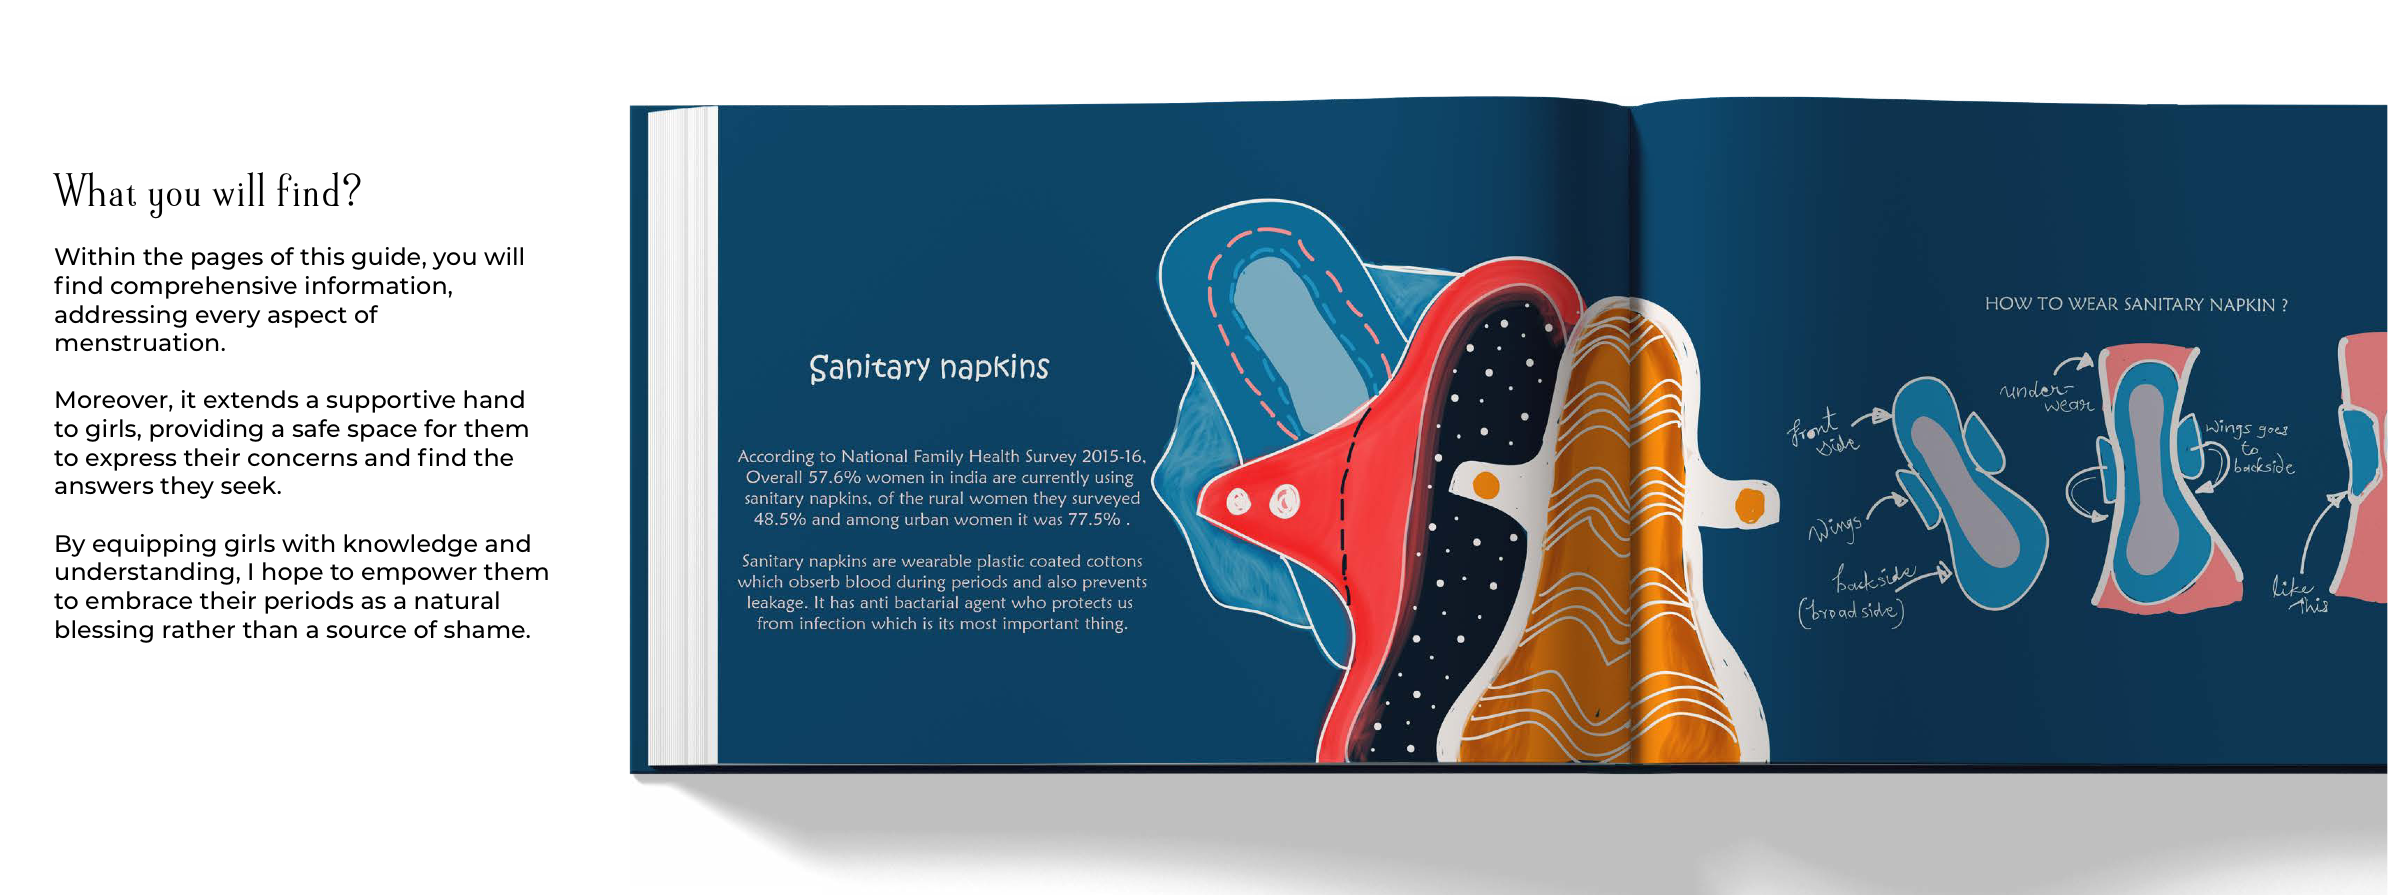 What you will find?
Within the pages of this guide, you will
find comprehensive information,
addressing every aspect of
menstruation.
Moreover, it extends a supportive hand
to girls, providing a safe space for them
to express their concerns and find the
answers they seek.
By equipping girls with knowledge and
understanding, I hope to empower them
to embrace their periods as a natural
blessing rather than a source of shame.
Sanitary napkins
According to National Family Health Survey 2015-16,
Overall 57.6% women in india are currently using
sanitary napkins, of the rural women they surveyed
48.5% and among urban women it was 77.5% .
Sanitary napkins are wearable plastic coated cottons
which obserb blood during periods and also prevents
leakage. It has anti bactarial agent who protects us
from infection which is its most important thing.
HOW TO WEAR SANITARY NAPKIN ?
front
side
Wings
backside
(broad side)
under-
wear
Wings goes
to
backside
like
this